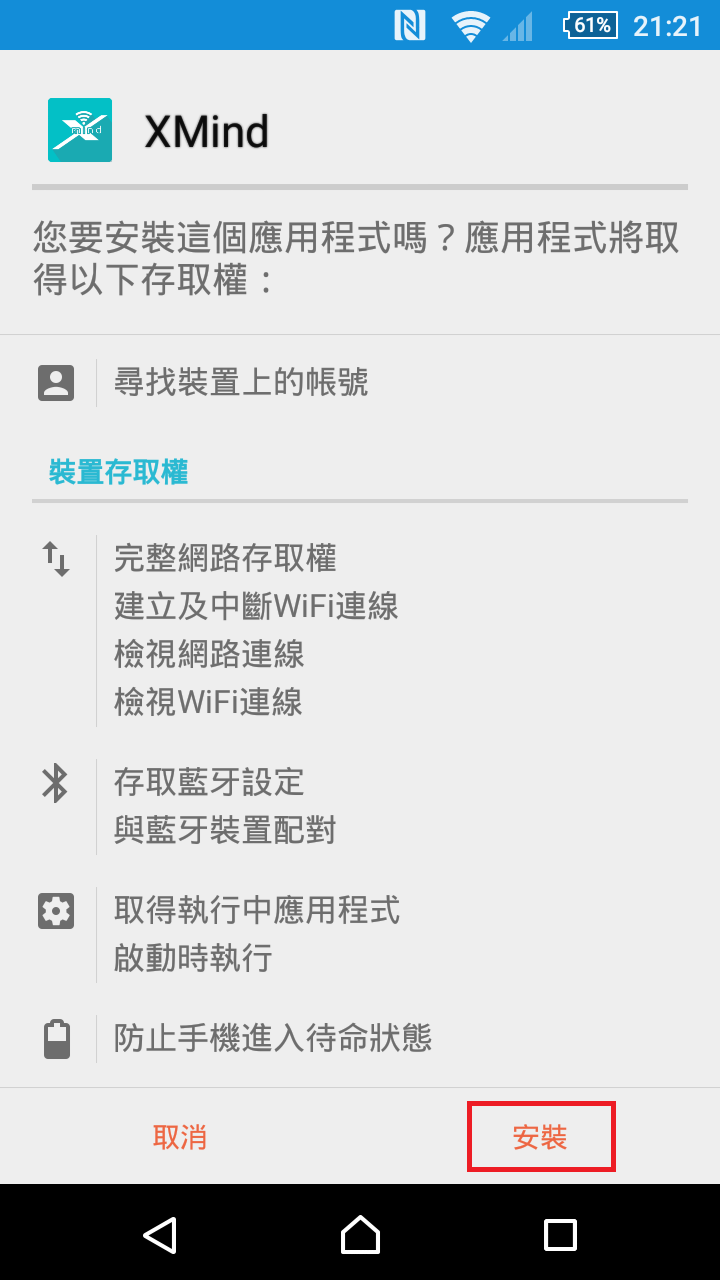 61% 21:21
mind
XMind
您要安裝這個應用程式嗎？應用程式將取
得以下存取權：
尋找裝置上的帳號
裝置存取權
完整網路存取權
建立及中斷WiFi連線
檢視網路連線
檢視WiFi連線
存取藍牙設定
與藍牙裝置配對
取得執行中應用程式
啟動時執行
防止手機進入待命狀態
取消 安裝